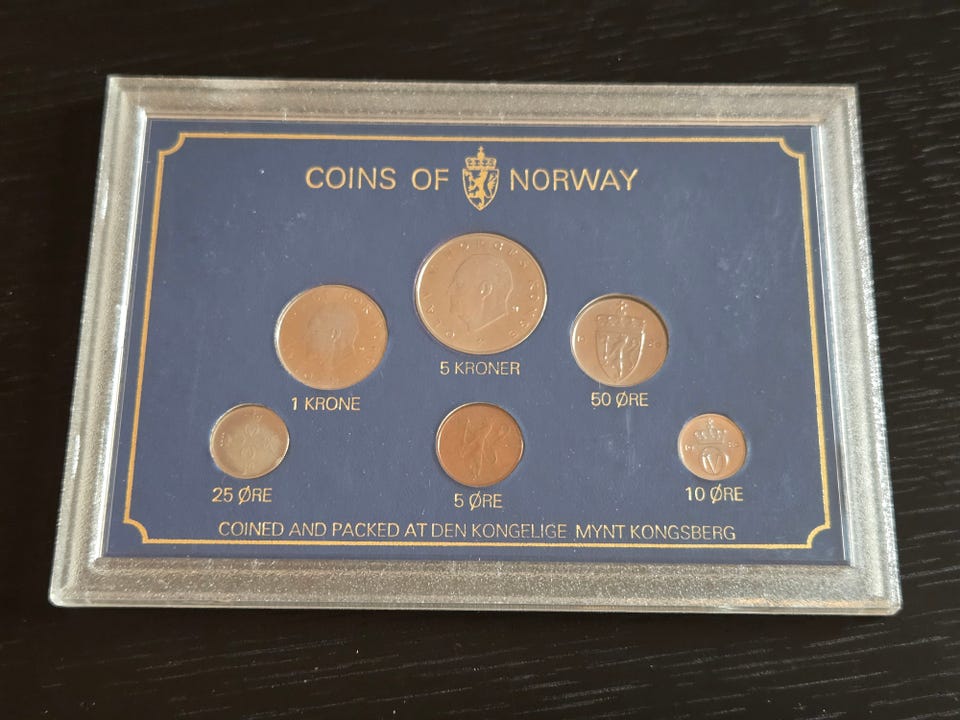 COINS OF NORWAY
5 KRONER
1 KRONE
50 ØRE
25 ØRE
5 ØRE
10 ØRE
COINED AND PACKED AT DEN KONGELIGE MYNT KONGSBERG